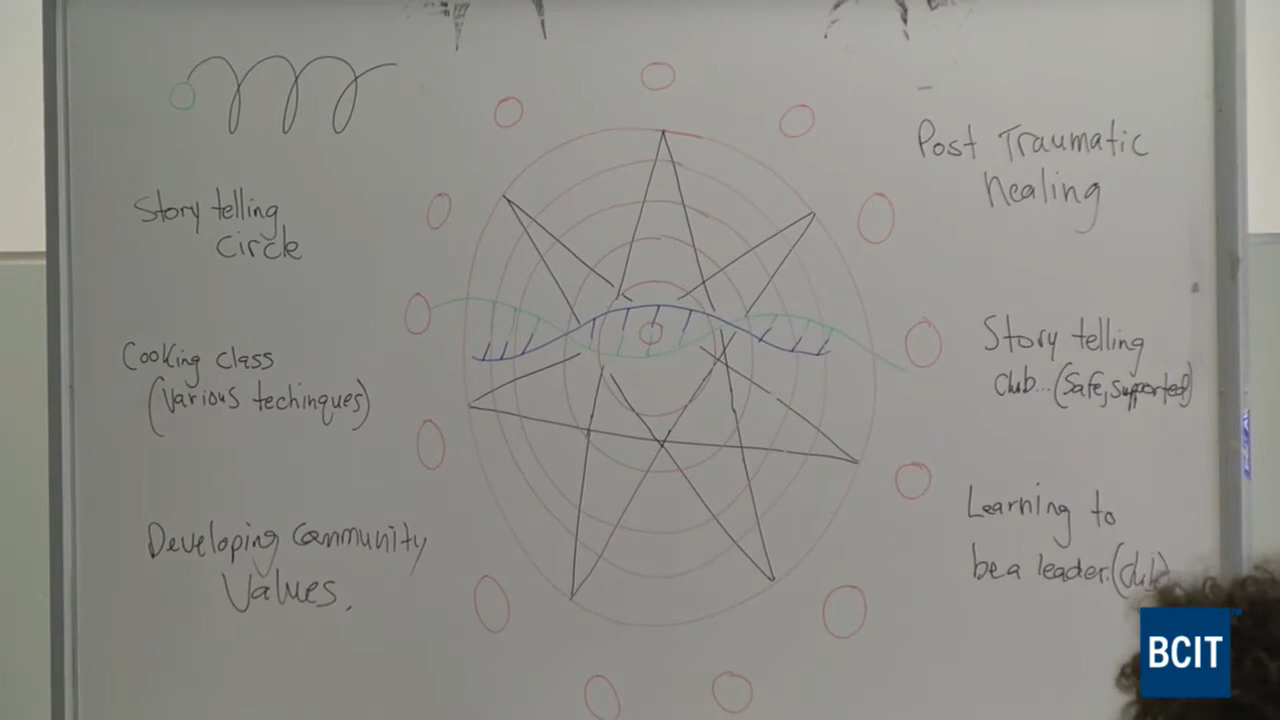 Story telling
Circle
Cooking class
(Various techinques)
Developing Community
Values.
Post Traumatic
Healing
Story telling
club... (Safe, supported)
Learning to
be a leader. (club)
BCIT